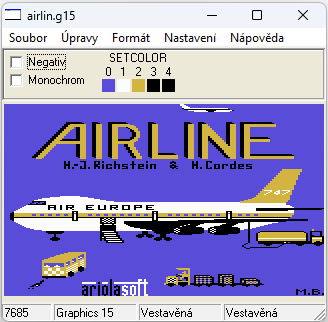 airlin.g15
Soubor Úpravy Formát Nastavení Nápověda
Negativ
Monochrom
SETCOLOR
0 1 2 3 4
AIRLINE
H.-J.Richstein & M.Cordes
747
AIR EUROPE
ariolasoft
M.B.
7685 Graphics 15 Vestavěná Vestavěná